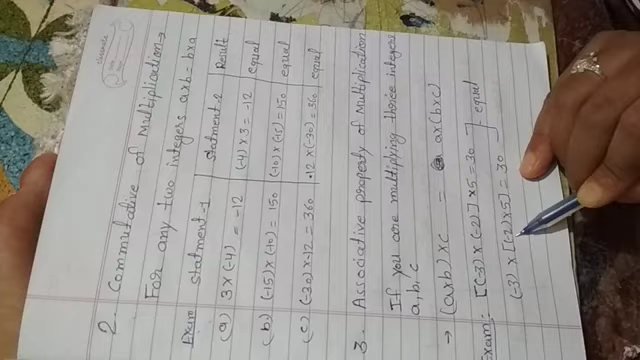 2. Commutative of Multiplication →
For any two integers a×b = b×a
Exam
Statment-1 Statment-2 Result
(a) 3×(-4) = -12 (-4)×3 = -12 equal
(b) (-15)×(-10) = 150 (-10)×(-15) = 150 equal
(c) (-30)×12 = 360 12×(-30) = 360 equal
3. Associative property of Multiplication
If you are multiplying three integers
a, b, c
→ (a×b)×c = a×(b×c)
Exam: [(-3)×(-2)]×5 = 30 equal
(-3)×[(-2)×5] = 30